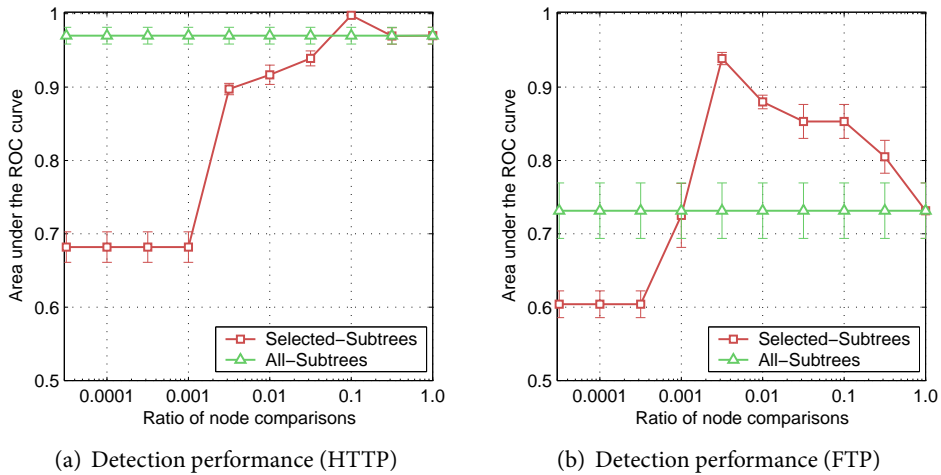 1
0.9
0.8
0.7
0.6
0.5
Area under the ROC curve
Selected−Subtrees
All−Subtrees
0.0001 0.001 0.01 0.1 1.0
Ratio of node comparisons
(a) Detection performance (HTTP)
1
0.9
0.8
0.7
0.6
0.5
Area under the ROC curve
Selected−Subtrees
All−Subtrees
0.0001 0.001 0.01 0.1 1.0
Ratio of node comparisons
(b) Detection performance (FTP)